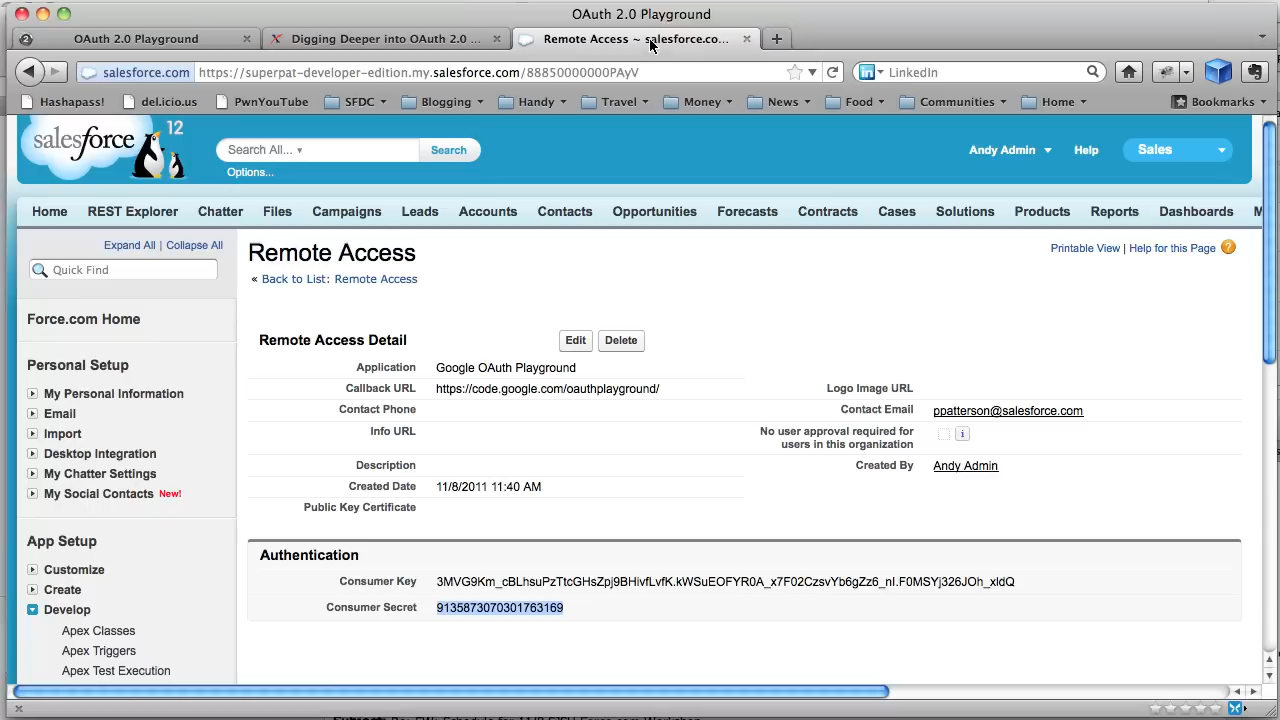 OAuth 2.0 Playground
OAuth 2.0 Playground
Digging Deeper into OAuth 2.0 ...
Remote Access ~ salesforce.co...
salesforce.com
https://superpat-developer-edition.my.salesforce.com/88850000000PAyV
LinkedIn
Hashapass!
del.icio.us
PwnYouTube
SFDC
Blogging
Handy
Travel
Money
News
Food
Communities
Home
Bookmarks
salesforce
12
Search All...
Search
Options...
Andy Admin
Help
Sales
Home
REST Explorer
Chatter
Files
Campaigns
Leads
Accounts
Contacts
Opportunities
Forecasts
Contracts
Cases
Solutions
Products
Reports
Dashboards
M
Expand All | Collapse All
Quick Find
Force.com Home
Personal Setup
My Personal Information
Email
Import
Desktop Integration
My Chatter Settings
My Social Contacts New!
App Setup
Customize
Create
Develop
Apex Classes
Apex Triggers
Apex Test Execution
Remote Access
« Back to List: Remote Access
Printable View | Help for this Page
Remote Access Detail
Edit
Delete
Application Google OAuth Playground
Callback URL https://code.google.com/oauthplayground/
Logo Image URL
Contact Phone
Contact Email ppatterson@salesforce.com
Info URL
No user approval required for
users in this organization
Description
Created By Andy Admin
Created Date 11/8/2011 11:40 AM
Public Key Certificate
Authentication
Consumer Key 3MVG9Km_cBLhsuPzTtcGHsZpj9BHivfLvfK.kWSuEOFYR0A_x7F02CzsvYb6gZz6_nI.F0MSYj326JOh_xldQ
Consumer Secret 9135873070301763169